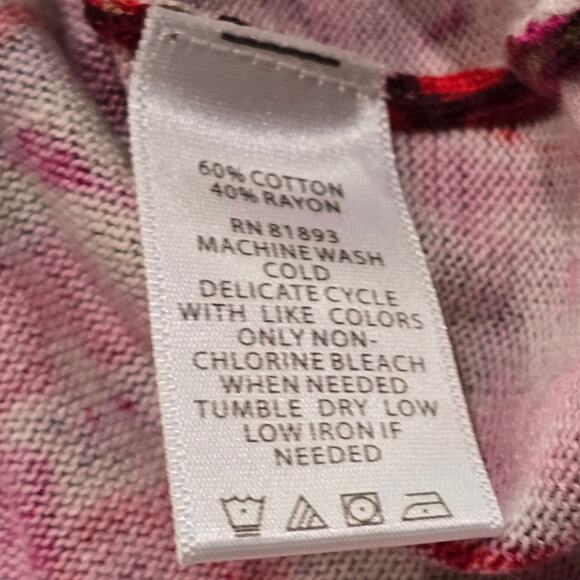 60% COTTON
40% RAYON
RN 81893
MACHINE WASH
COLD
DELICATE CYCLE
WITH LIKE COLORS
ONLY NON-
CHLORINE BLEACH
WHEN NEEDED
TUMBLE DRY LOW
LOW IRON IF
NEEDED